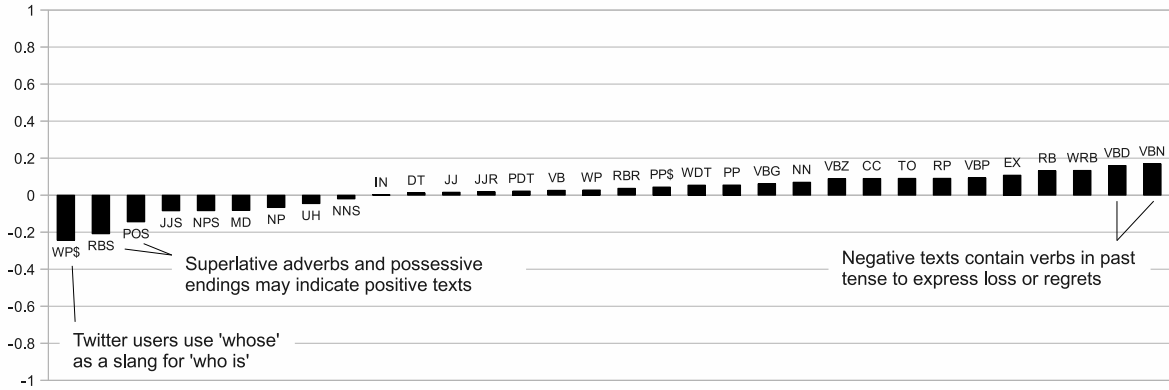 1
0.8
0.6
0.4
0.2
0
-0.2
-0.4
-0.6
-0.8
-1
WP$
RBS
POS
JJS
NPS
MD
NP
UH
NNS
IN
DT
JJ
JJR
PDT
VB
WP
RBR
PP$
WDT
PP
VBG
NN
VBZ
CC
TO
RP
VBP
EX
RB
WRB
VBD
VBN
Superlative adverbs and possessive
endings may indicate positive texts
Twitter users use 'whose'
as a slang for 'who is'
Negative texts contain verbs in past
tense to express loss or regrets